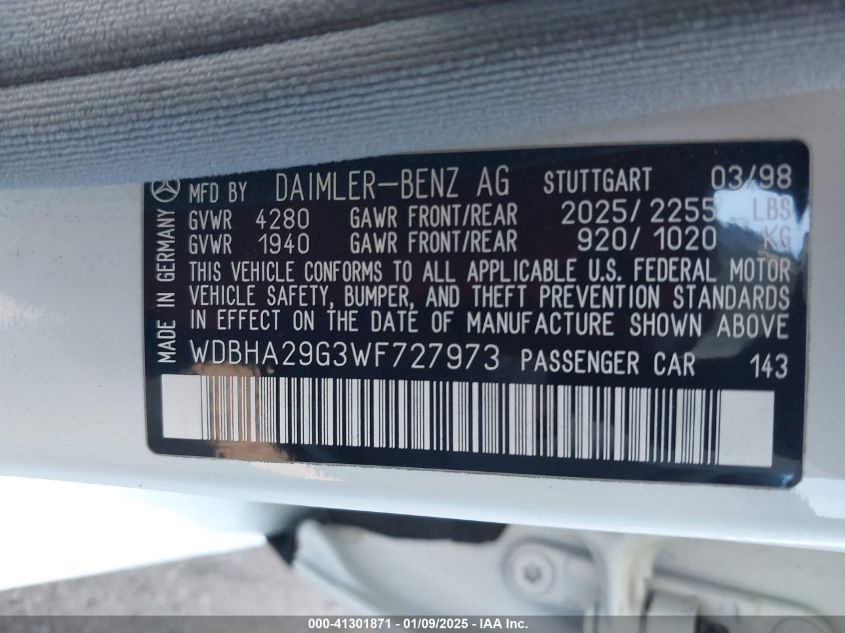 MADE IN GERMANY
MFD BY DAIMLER-BENZ AG STUTTGART 03/98
GVWR 4280 GAWR FRONT/REAR 2025/2255 LBS
GVWR 1940 GAWR FRONT/REAR 920/1020 KG
THIS VEHICLE CONFORMS TO ALL APPLICABLE U.S. FEDERAL MOTOR
VEHICLE SAFETY, BUMPER, AND THEFT PREVENTION STANDARDS
IN EFFECT ON THE DATE OF MANUFACTURE SHOWN ABOVE
WDBHA29G3WF727973 PASSENGER CAR 143
000-41301871 - 01/09/2025 - IAA Inc.